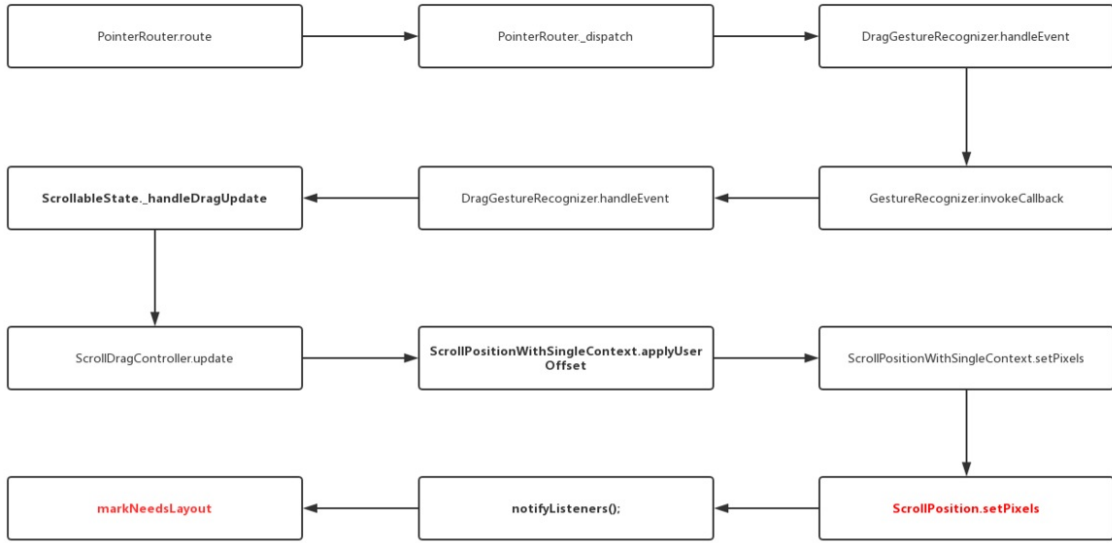 PointerRouter.route
PointerRouter._dispatch
DragGestureRecognizer.handleEvent
ScrollableState._handleDragUpdate
DragGestureRecognizer.handleEvent
GestureRecognizer.invokeCallback
ScrollDragController.update
ScrollPositionWithSingleContext.applyUser
Offset
ScrollPositionWithSingleContext.setPixels
markNeedsLayout
notifyListeners();
ScrollPosition.setPixels